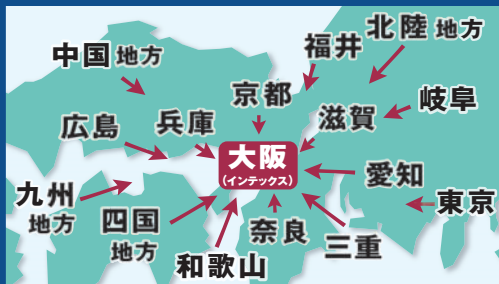 北陸 地方
福井
中国 地方
岐阜
京都
兵庫
滋賀
広島
大阪
(インテックス)
愛知
九州
地方
東京
四国
地方
奈良
三重
和歌山